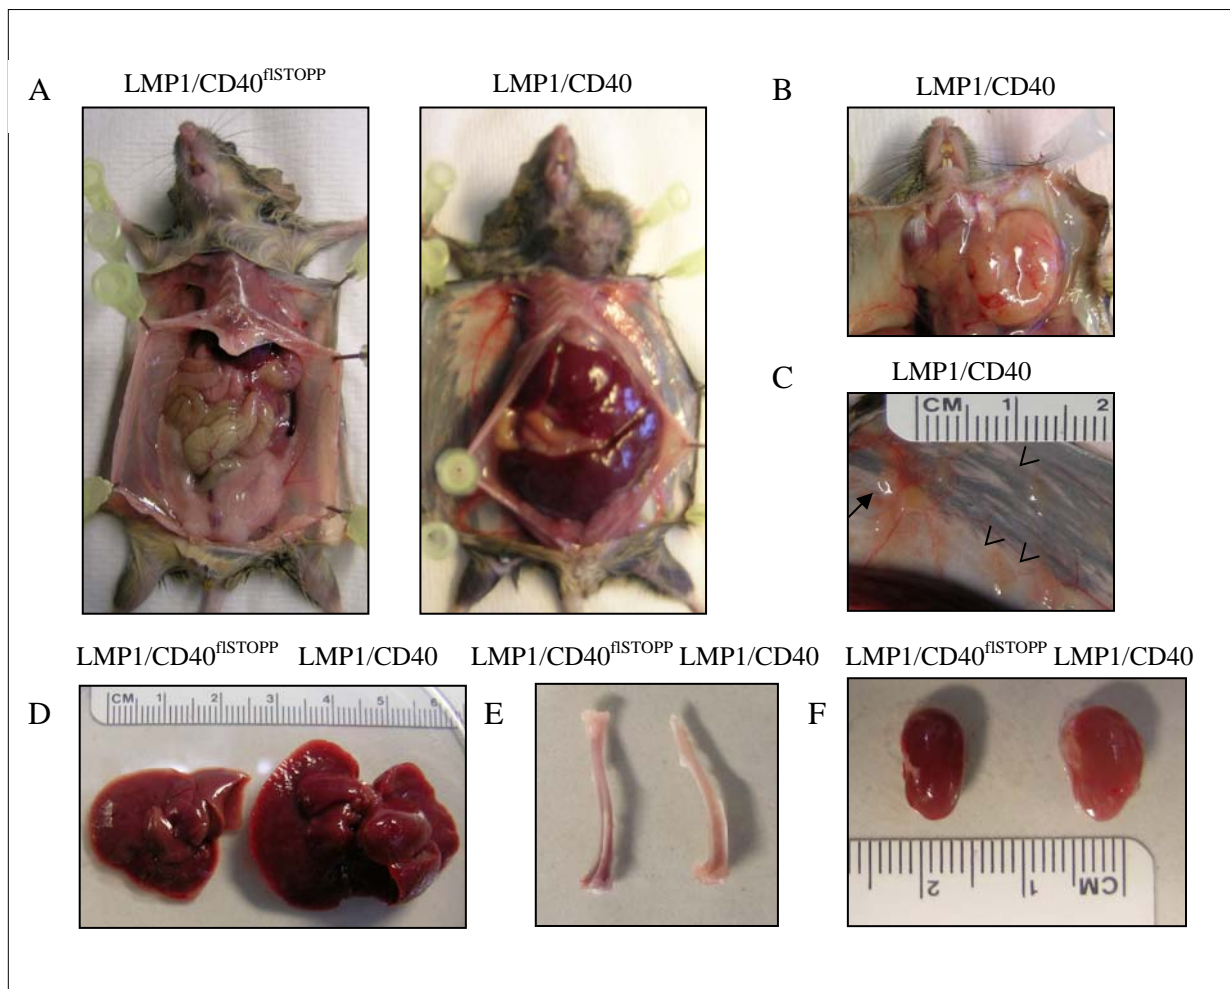 A LMP1/CD40flSTOPP LMP1/CD40
B LMP1/CD40
C LMP1/CD40
CM 1 2
LMP1/CD40flSTOPP LMP1/CD40
D
CM 1 2 3 4 5 6
LMP1/CD40flSTOPP LMP1/CD40
E
LMP1/CD40flSTOPP LMP1/CD40
F
2 1 CM